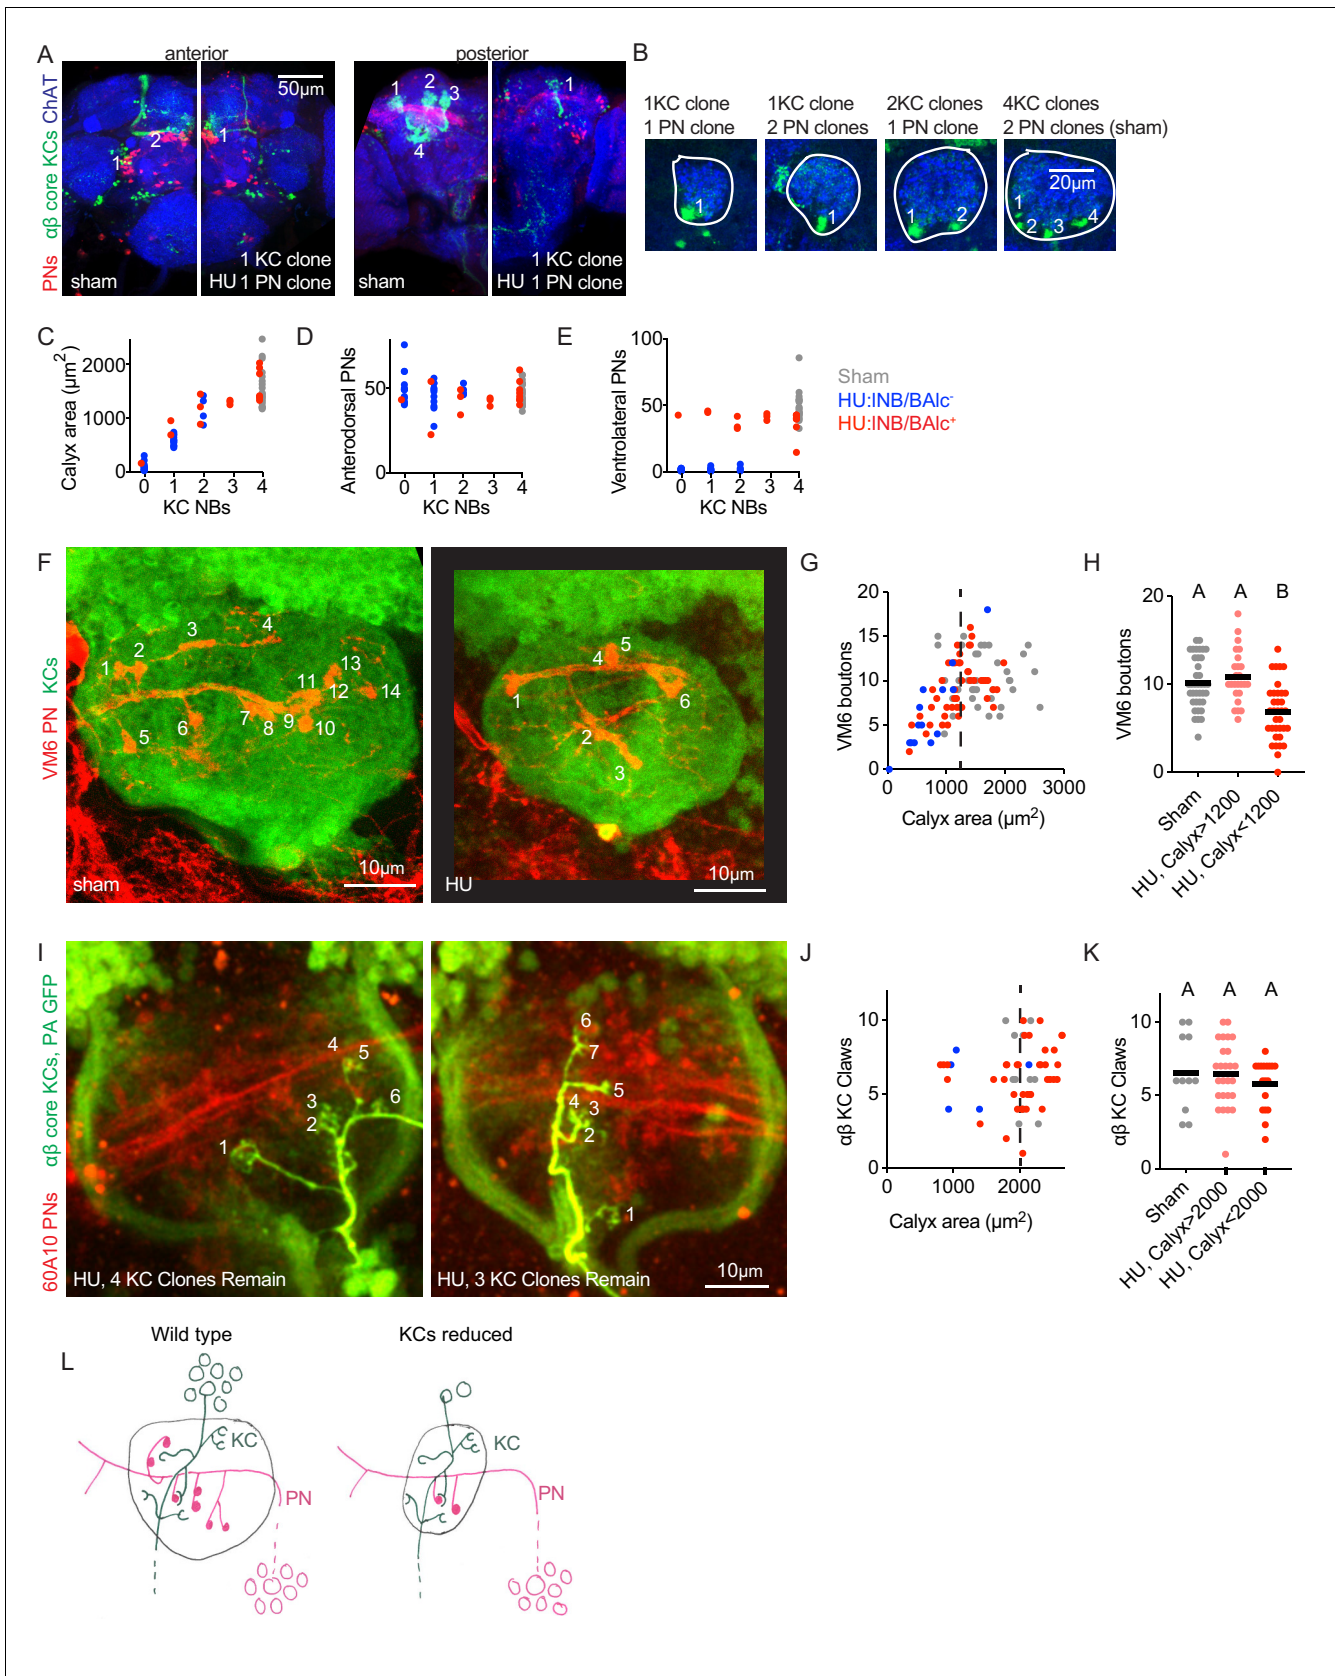 A
anterior
posterior
PNs αβ core KCs ChAT
50µm
2
1
1
sham
HU
1 KC clone
1 PN clone
1
2
3
4
1
sham
HU
1 KC clone
1 PN clone
B
1KC clone
1 PN clone
1KC clone
2 PN clones
2KC clones
1 PN clone
4KC clones
2 PN clones (sham)
20µm
1
1
1
2
1
2
3
4
C
Calyx area (µm²)
2000
1000
0
0 1 2 3 4
KC NBs
D
Anterodorsal PNs
50
0
0 1 2 3 4
KC NBs
E
Ventrolateral PNs
100
50
0
0 1 2 3 4
KC NBs
Sham
HU:lNB/BAlc⁻
HU:lNB/BAlc⁺
F
VM6 PN KCs
1
2
3
4
5
6
7
8
9
10
11
12
13
14
sham
10µm
1
2
3
4
5
6
HU
10µm
G
VM6 boutons
20
15
10
5
0
0 1000 2000 3000
Calyx area (µm²)
H
A A B
VM6 boutons
20
10
0
Sham
HU, Calyx>1200
HU, Calyx<1200
I
60A10 PNs αβ core KCs, PA GFP
1
2
3
4
5
6
HU, 4 KC Clones Remain
1
2
3
4
5
6
7
HU, 3 KC Clones Remain
10µm
J
αβ KC Claws
10
5
0
0 1000 2000
Calyx area (µm²)
K
A A A
αβ KC Claws
10
5
0
Sham
HU, Calyx>2000
HU, Calyx<2000
L
Wild type
KCs reduced
KC
PN
KC
PN